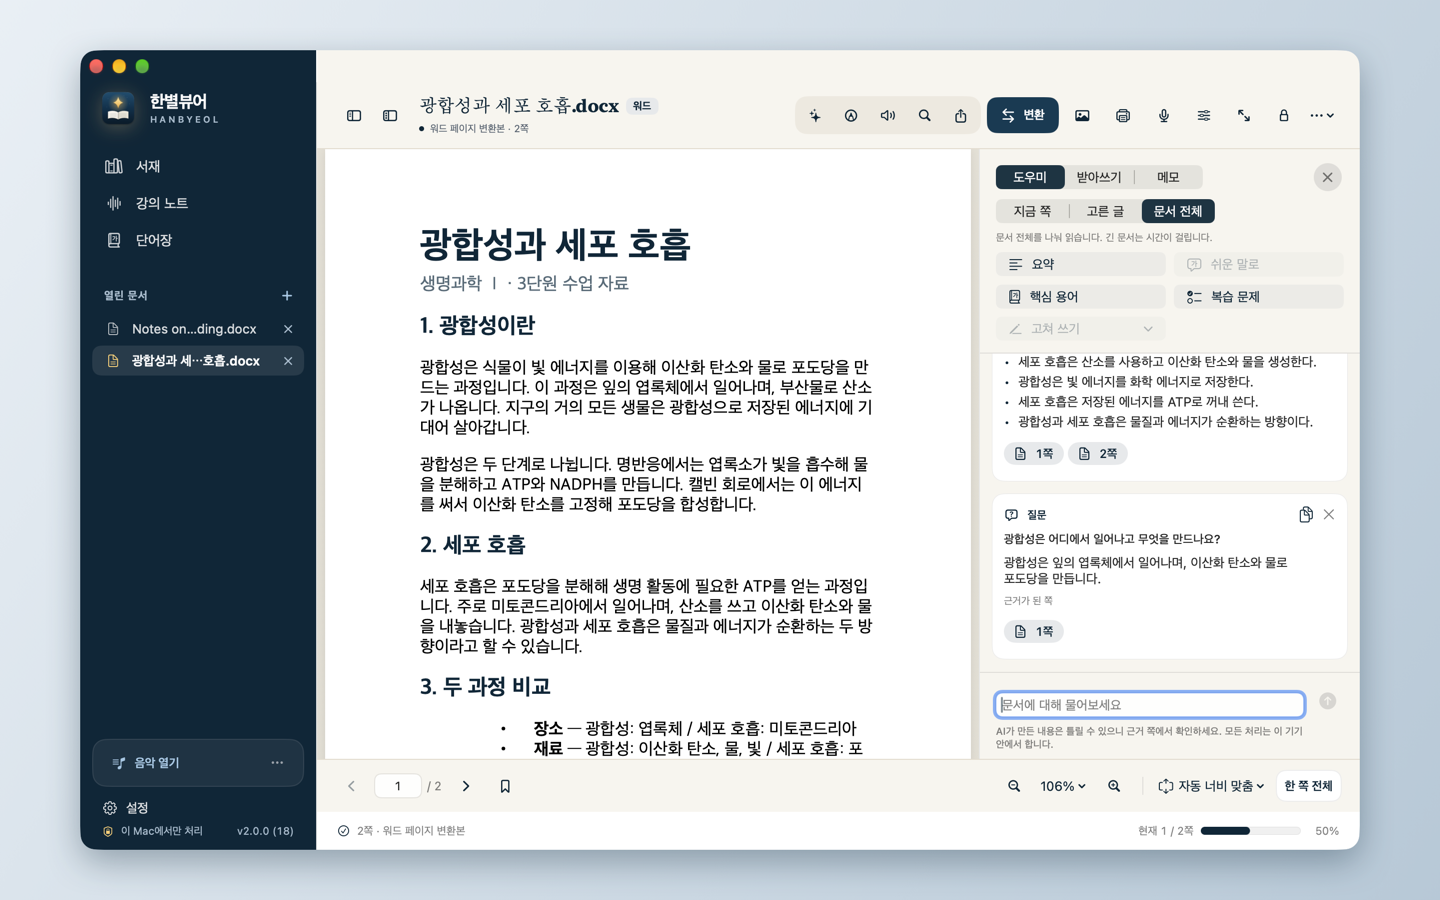 한별뷰어
HANBYEOL
서재
강의 노트
단어장
열린 문서
Notes on...ding.docx
광합성과 세···호흡.docx
음악 열기
설정
이 Mac에서만 처리
v2.0.0 (18)
광합성과 세포 호흡.docx
워드
워드 페이지 변환본 · 2쪽
변환
광합성과 세포 호흡
생명과학 Ⅰ · 3단원 수업 자료
1. 광합성이란
광합성은 식물이 빛 에너지를 이용해 이산화 탄소와 물로 포도당을 만
드는 과정입니다. 이 과정은 잎의 엽록체에서 일어나며, 부산물로 산소
가 나옵니다. 지구의 거의 모든 생물은 광합성으로 저장된 에너지에 기
대어 살아갑니다.
광합성은 두 단계로 나뉩니다. 명반응에서는 엽록소가 빛을 흡수해 물
을 분해하고 ATP와 NADPH를 만듭니다. 캘빈 회로에서는 이 에너지
를 써서 이산화 탄소를 고정해 포도당을 합성합니다.
2. 세포 호흡
세포 호흡은 포도당을 분해해 생명 활동에 필요한 ATP를 얻는 과정입
니다. 주로 미토콘드리아에서 일어나며, 산소를 쓰고 이산화 탄소와 물
을 내놓습니다. 광합성과 세포 호흡은 물질과 에너지가 순환하는 두 방
향이라고 할 수 있습니다.
3. 두 과정 비교
• 장소 — 광합성: 엽록체 / 세포 호흡: 미토콘드리아
• 재료 — 광합성: 이산화 탄소, 물, 빛 / 세포 호흡: 포
도우미
받아쓰기
메모
지금 쪽
고른 글
문서 전체
문서 전체를 나눠 읽습니다. 긴 문서는 시간이 걸립니다.
요약
쉬운 말로
핵심 용어
복습 문제
고쳐 쓰기
• 세포 호흡은 산소를 사용하고 이산화 탄소와 물을 생성한다.
• 광합성은 빛 에너지를 화학 에너지로 저장한다.
• 세포 호흡은 저장된 에너지를 ATP로 꺼내 쓴다.
• 광합성과 세포 호흡은 물질과 에너지가 순환하는 방향이다.
1쪽
2쪽
질문
광합성은 어디에서 일어나고 무엇을 만드나요?
광합성은 잎의 엽록체에서 일어나며, 이산화 탄소와 물로
포도당을 만듭니다.
근거가 된 쪽
1쪽
문서에 대해 물어보세요
AI가 만든 내용은 틀릴 수 있으니 근거 쪽에서 확인하세요. 모든 처리는 이 기기
안에서 합니다.
1
/ 2
106%
자동 너비 맞춤
한 쪽 전체
2쪽 · 워드 페이지 변환본
현재 1 / 2쪽
50%